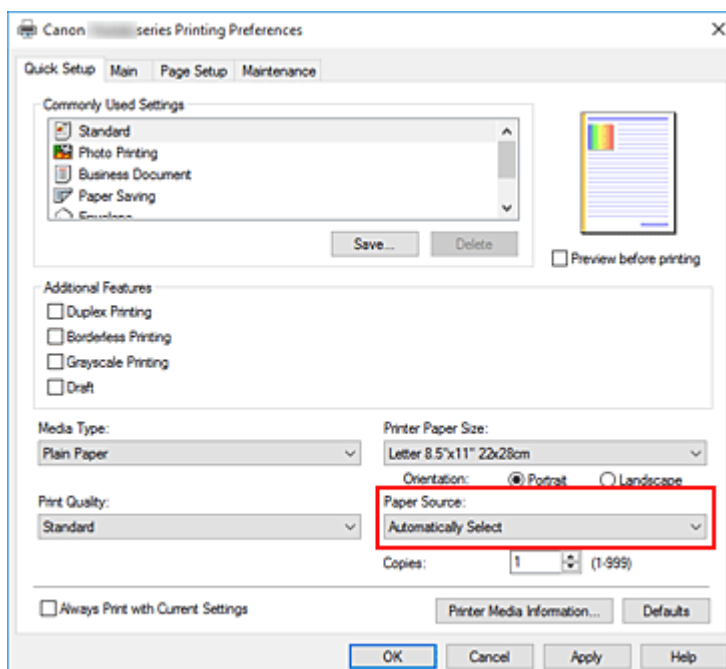 Canon series Printing Preferences
Quick Setup Main Page Setup Maintenance
Commonly Used Settings
Standard
Photo Printing
Business Document
Paper Saving
Save... Delete
Preview before printing
Additional Features
Duplex Printing
Borderless Printing
Grayscale Printing
Draft
Media Type: Printer Paper Size:
Plain Paper Letter 8.5"x11" 22x28cm
Orientation: Portrait Landscape
Print Quality: Paper Source:
Standard Automatically Select
Copies: 1 (1-999)
Always Print with Current Settings Printer Media Information... Defaults
OK Cancel Apply Help